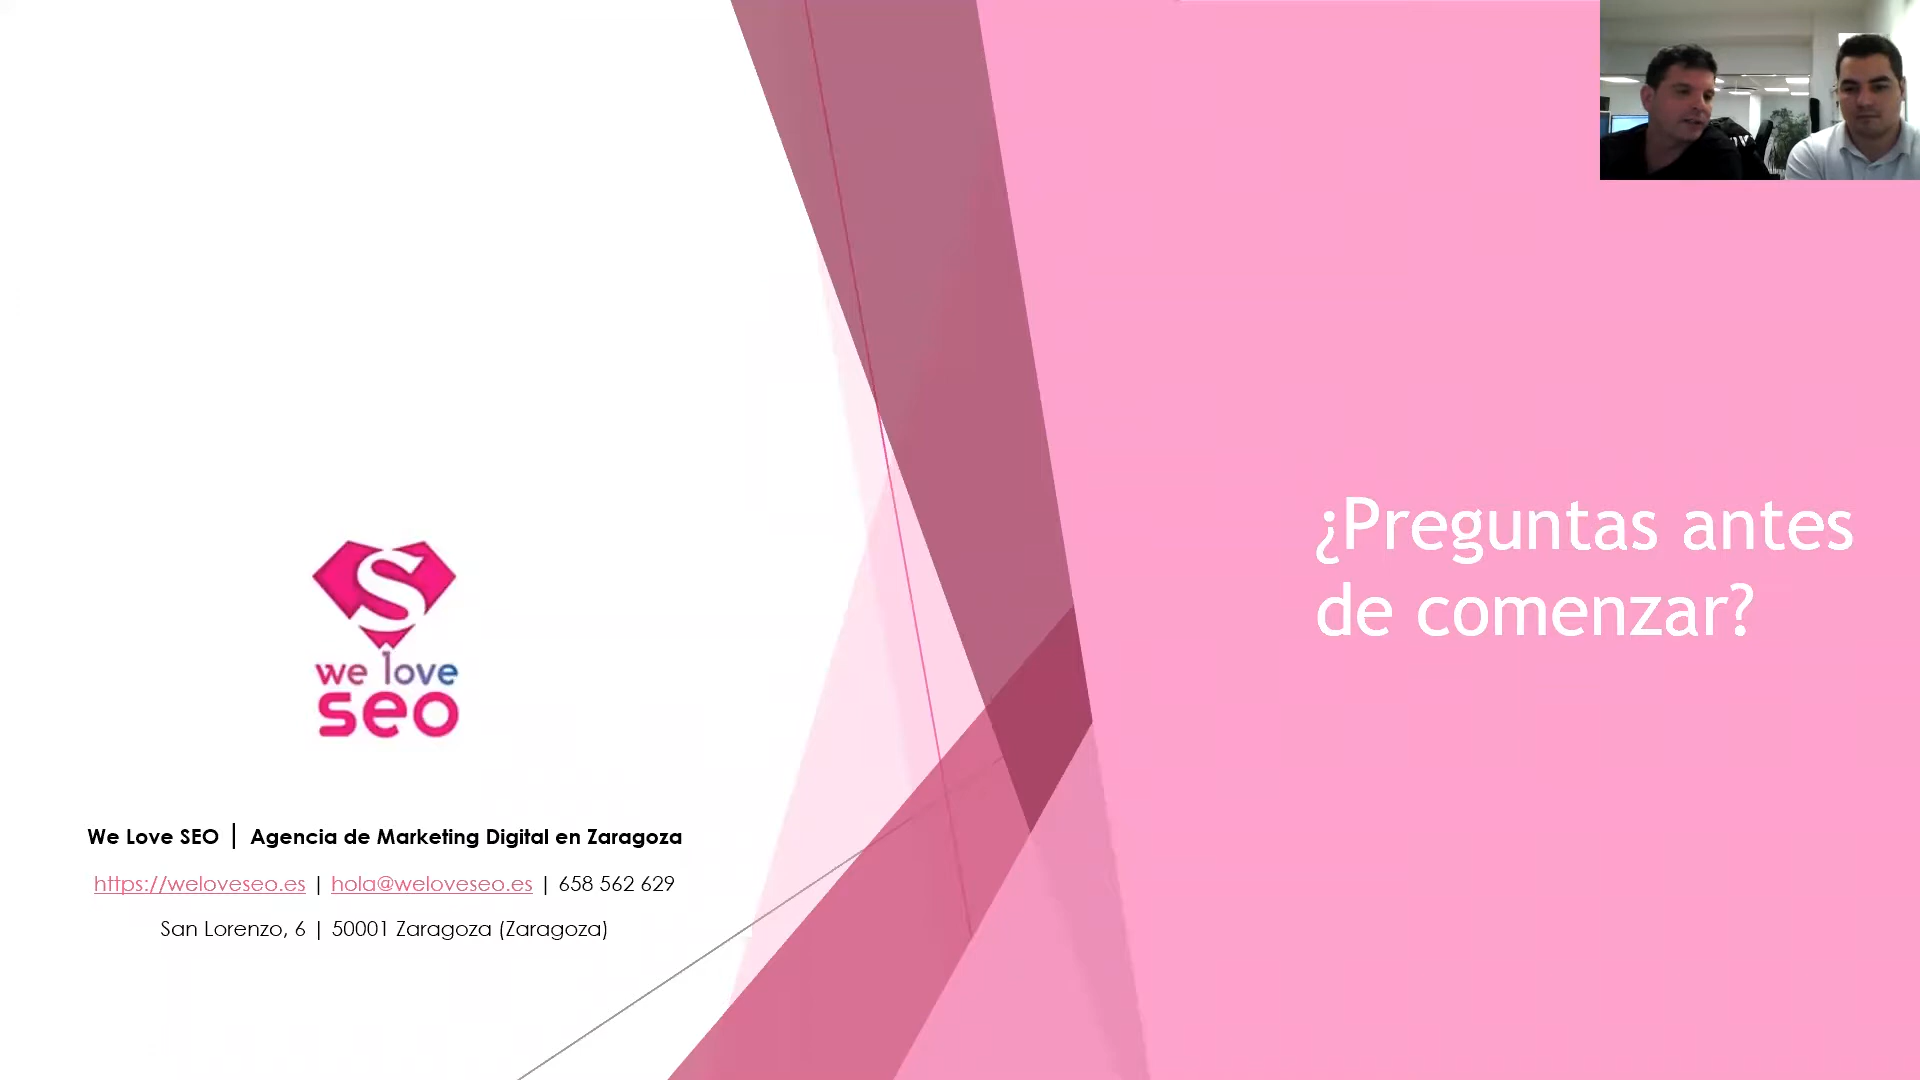 ¿Preguntas antes
de comenzar?
S
we love
seo
We Love SEO | Agencia de Marketing Digital en Zaragoza
https://weloveseo.es | hola@weloveseo.es | 658 562 629
San Lorenzo, 6 | 50001 Zaragoza (Zaragoza)